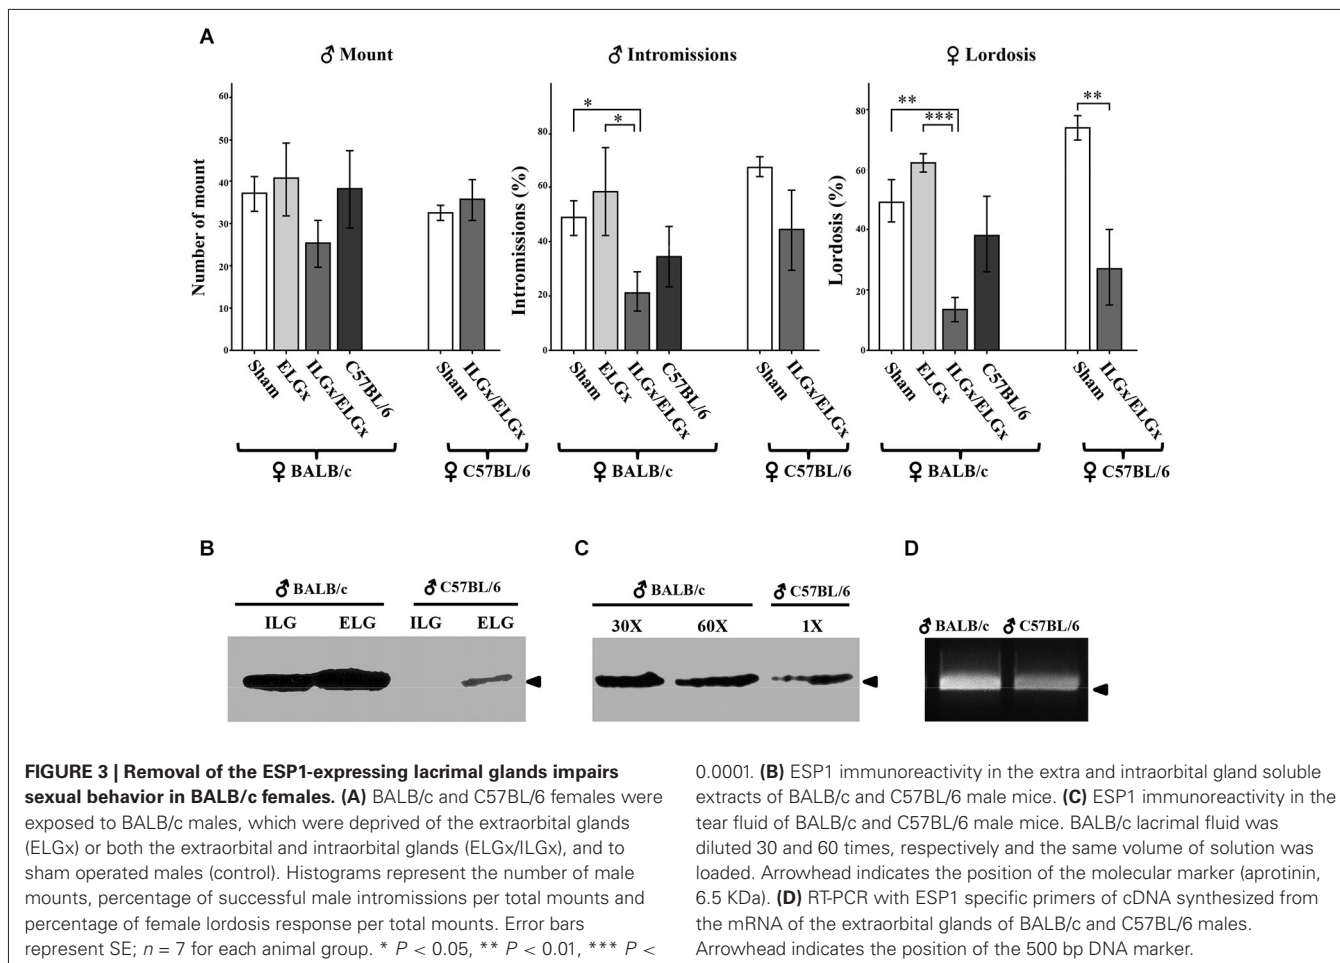 A
♂ Mount
♂ Intromissions
♀ Lordosis
Number of mount
60
50
40
30
20
10
0
Sham
ELGx
ILGx/ELGx
C57BL/6
Sham
ILGx/ELGx
♀ BALB/c
♀ C57BL/6
Intromissions (%)
80
60
40
20
0
*
*
Sham
ELGx
ILGx/ELGx
C57BL/6
Sham
ILGx/ELGx
♀ BALB/c
♀ C57BL/6
Lordosis (%)
80
60
40
20
0
**
***
**
Sham
ELGx
ILGx/ELGx
C57BL/6
Sham
ILGx/ELGx
♀ BALB/c
♀ C57BL/6
B
♂ BALB/c
♂ C57BL/6
ILG ELG ILG ELG
C
♂ BALB/c
♂ C57BL/6
30X 60X 1X
D
♂ BALB/c ♂ C57BL/6
FIGURE 3 | Removal of the ESP1-expressing lacrimal glands impairs
sexual behavior in BALB/c females. (A) BALB/c and C57BL/6 females were
exposed to BALB/c males, which were deprived of the extraorbital glands
(ELGx) or both the extraorbital and intraorbital glands (ELGx/ILGx), and to
sham operated males (control). Histograms represent the number of male
mounts, percentage of successful male intromissions per total mounts and
percentage of female lordosis response per total mounts. Error bars
represent SE; n = 7 for each animal group. * P < 0.05, ** P < 0.01, *** P <
0.0001. (B) ESP1 immunoreactivity in the extra and intraorbital gland soluble
extracts of BALB/c and C57BL/6 male mice. (C) ESP1 immunoreactivity in the
tear fluid of BALB/c and C57BL/6 male mice. BALB/c lacrimal fluid was
diluted 30 and 60 times, respectively and the same volume of solution was
loaded. Arrowhead indicates the position of the molecular marker (aprotinin,
6.5 KDa). (D) RT-PCR with ESP1 specific primers of cDNA synthesized from
the mRNA of the extraorbital glands of BALB/c and C57BL/6 males.
Arrowhead indicates the position of the 500 bp DNA marker.